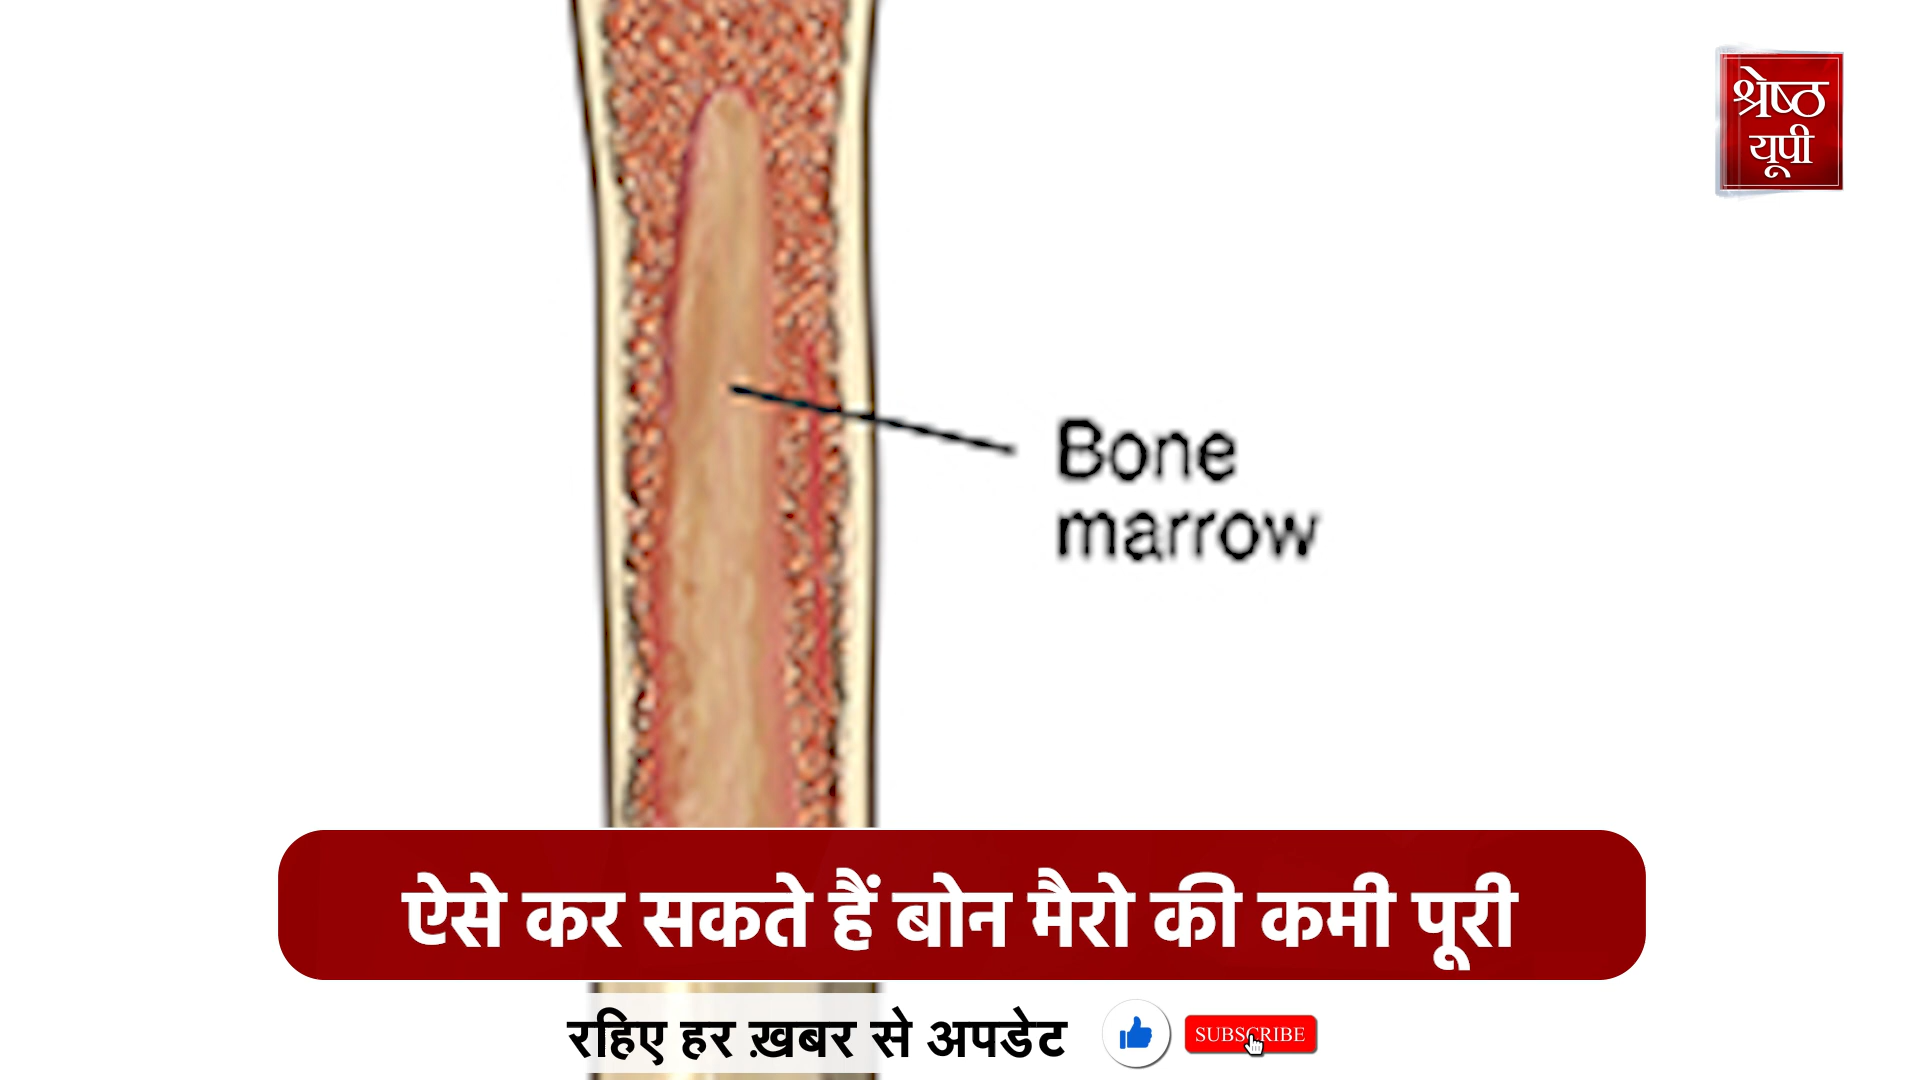 श्रेष्ठ
यूपी
Bone
marrow
ऐसे कर सकते हैं बोन मैरो की कमी पूरी
रहिए हर ख़बर से अपडेट
SUBSCRIBE